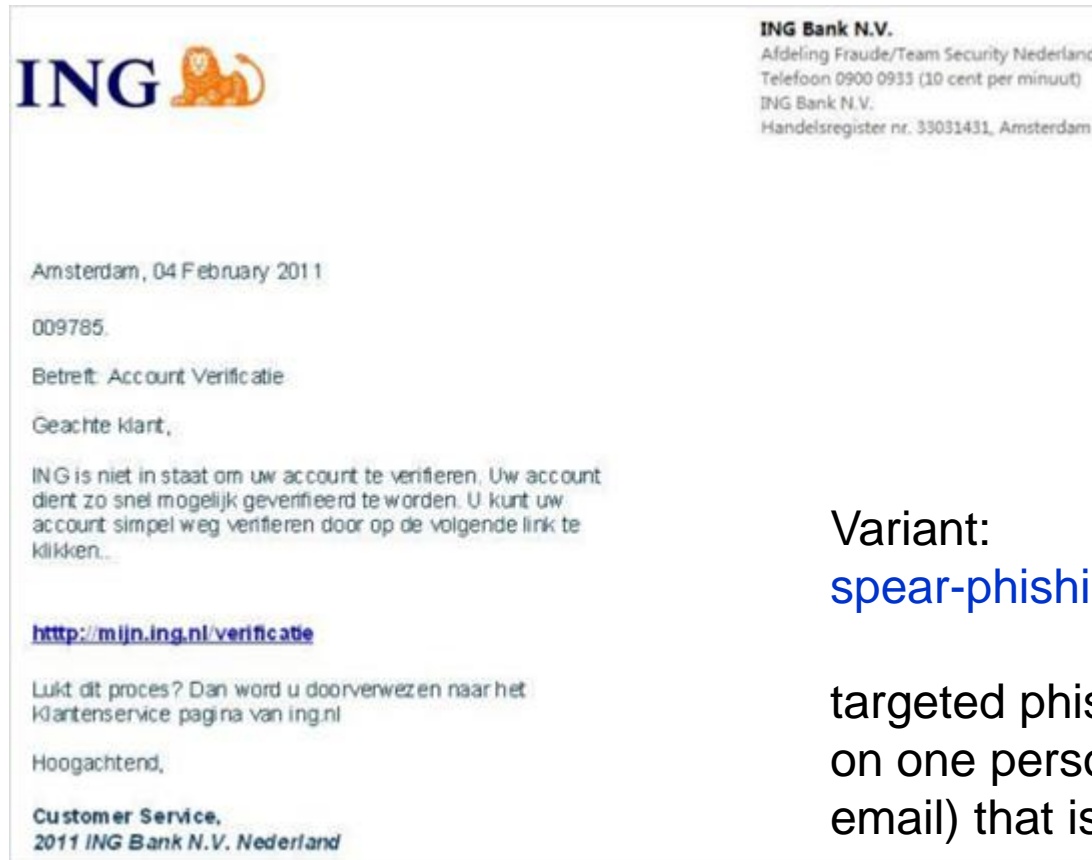 ING
ING Bank N.V.
Afdeling Fraude/Team Security Nederland
Telefoon 0900 0933 (10 cent per minuut)
ING Bank N.V.
Handelsregister nr. 33031431, Amsterdam
Amsterdam, 04 February 2011
009785.
Betreft: Account Verificatie
Geachte klant,
ING is niet in staat om uw account te verifieren. Uw account
dient zo snel mogelijk geverifieerd te worden. U kunt uw
account simpel weg verifieren door op de volgende link te
klikken..
htttp://mijn.ing.nl/verificatie
Lukt dit proces? Dan word u doorverwezen naar het
Klantenservice pagina van ing.nl
Hoogachtend,
Customer Service,
2011 ING Bank N.V. Nederland
Variant:
spear-phishi
targeted phis
on one perso
email) that is